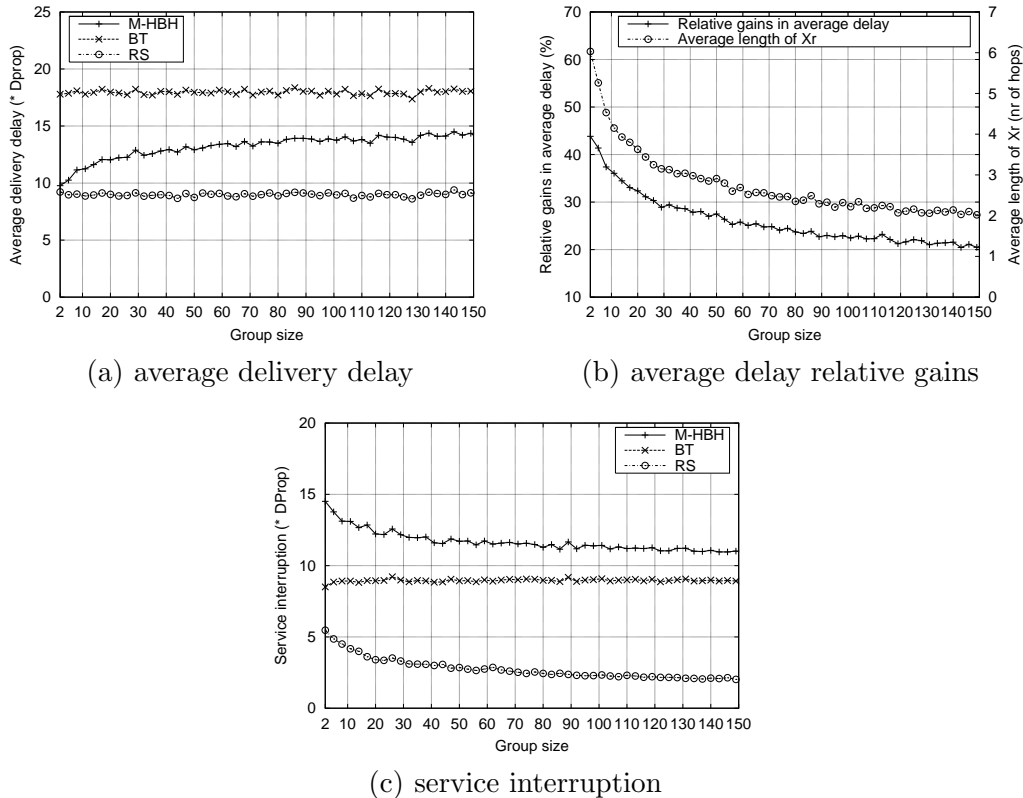 M-HBH
BT
RS
25
20
15
10
5
0
Average delivery delay (* Dprop)
2 10 20 30 40 50 60 70 80 90 100 110 120 130 140 150
Group size
(a) average delivery delay
Relative gains in average delay
Average length of Xr
70
60
50
40
30
20
10
Relative gains in average delay (%)
7
6
5
4
3
2
1
0
Average length of Xr (nr of hops)
2 10 20 30 40 50 60 70 80 90 100 110 120 130 140 150
Group size
(b) average delay relative gains
M-HBH
BT
RS
20
15
10
5
0
Service interruption (* DProp)
2 10 20 30 40 50 60 70 80 90 100 110 120 130 140 150
Group size
(c) service interruption